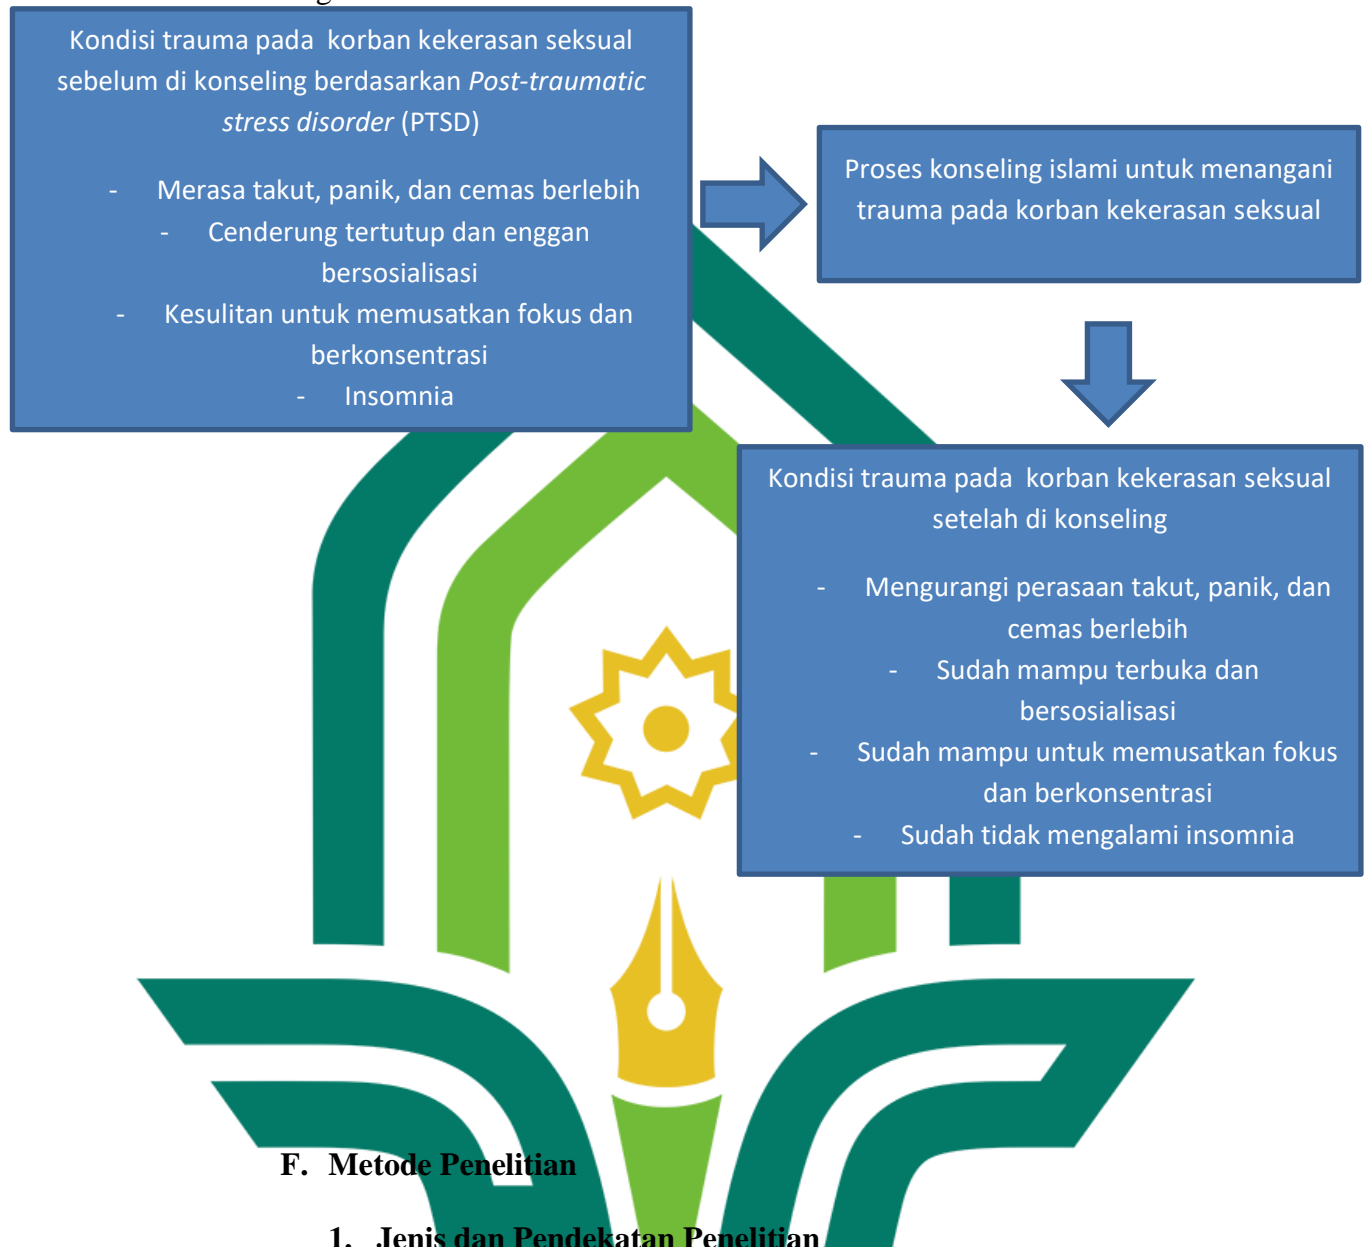 Kondisi trauma pada korban kekerasan seksual
sebelum di konseling berdasarkan Post-traumatic
stress disorder (PTSD)
- Merasa takut, panik, dan cemas berlebih
- Cenderung tertutup dan enggan
bersosialisasi
- Kesulitan untuk memusatkan fokus dan
berkonsentrasi
- Insomnia
Proses konseling islami untuk menangani
trauma pada korban kekerasan seksual
Kondisi trauma pada korban kekerasan seksual
setelah di konseling
- Mengurangi perasaan takut, panik, dan
cemas berlebih
- Sudah mampu terbuka dan
bersosialisasi
- Sudah mampu untuk memusatkan fokus
dan berkonsentrasi
- Sudah tidak mengalami insomnia
F. Metode Penelitian
1. Jenis dan Pendekatan Penelitian